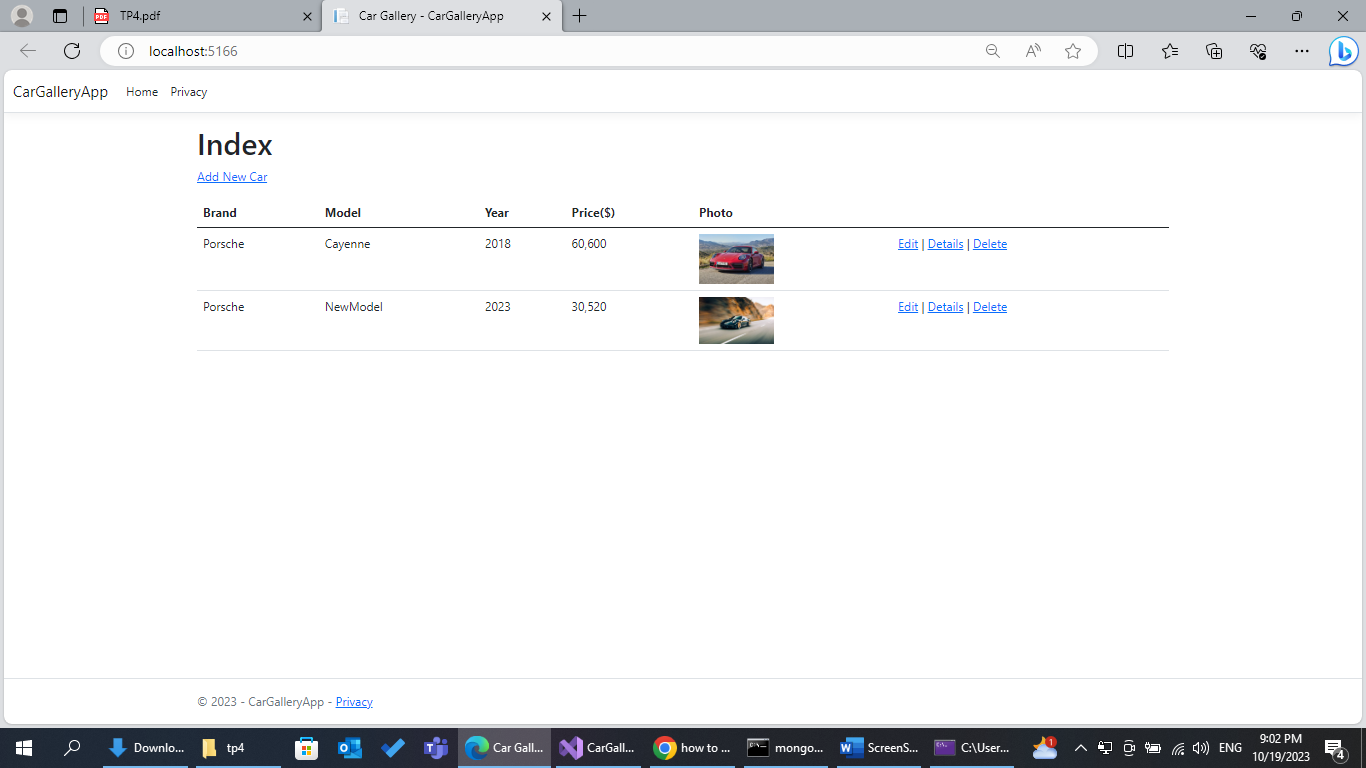 TP4.pdf
Car Gallery - CarGalleryApp
localhost:5166
CarGalleryApp Home Privacy
Index
Add New Car
Brand Model Year Price($) Photo
Porsche Cayenne 2018 60,600 Edit | Details | Delete
Porsche NewModel 2023 30,520 Edit | Details | Delete
© 2023 - CarGalleryApp - Privacy
Downlo... tp4 Car Gall... CarGall... how to ... mongo... ScreenS... C:\User... 1 ENG 9:02 PM 4
10/19/2023